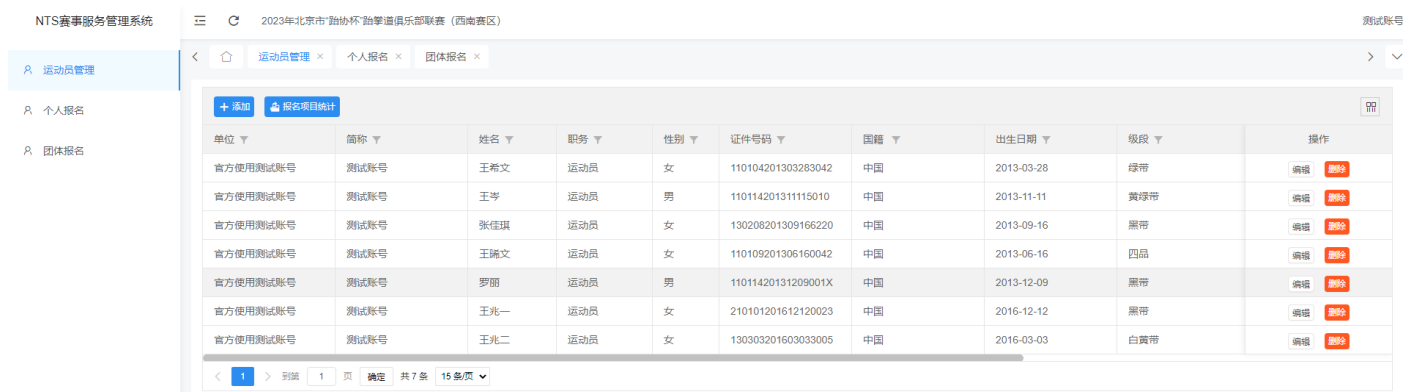 NTS赛事服务管理系统 2023年北京市“跆协杯”跆拳道俱乐部联赛（西南赛区） 测试账号
运动员管理 × 个人报名 × 团体报名 ×
运动员管理
个人报名
团体报名
+ 添加 报名项目统计
单位 简称 姓名 职务 性别 证件号码 国籍 出生日期 级段 操作
官方使用测试账号 测试账号 王希文 运动员 女 110104201303283042 中国 2013-03-28 绿带 编辑 删除
官方使用测试账号 测试账号 王岑 运动员 男 110114201311115010 中国 2013-11-11 黄绿带 编辑 删除
官方使用测试账号 测试账号 张佳琪 运动员 女 130208201309166220 中国 2013-09-16 黑带 编辑 删除
官方使用测试账号 测试账号 王晞文 运动员 女 110109201306160042 中国 2013-06-16 四品 编辑 删除
官方使用测试账号 测试账号 罗丽 运动员 男 11011420131209001X 中国 2013-12-09 黑带 编辑 删除
官方使用测试账号 测试账号 王兆一 运动员 女 210101201612120023 中国 2016-12-12 黑带 编辑 删除
官方使用测试账号 测试账号 王兆二 运动员 女 130303201603033005 中国 2016-03-03 白黄带 编辑 删除
1 到第 1 页 确定 共 7 条 15 条/页